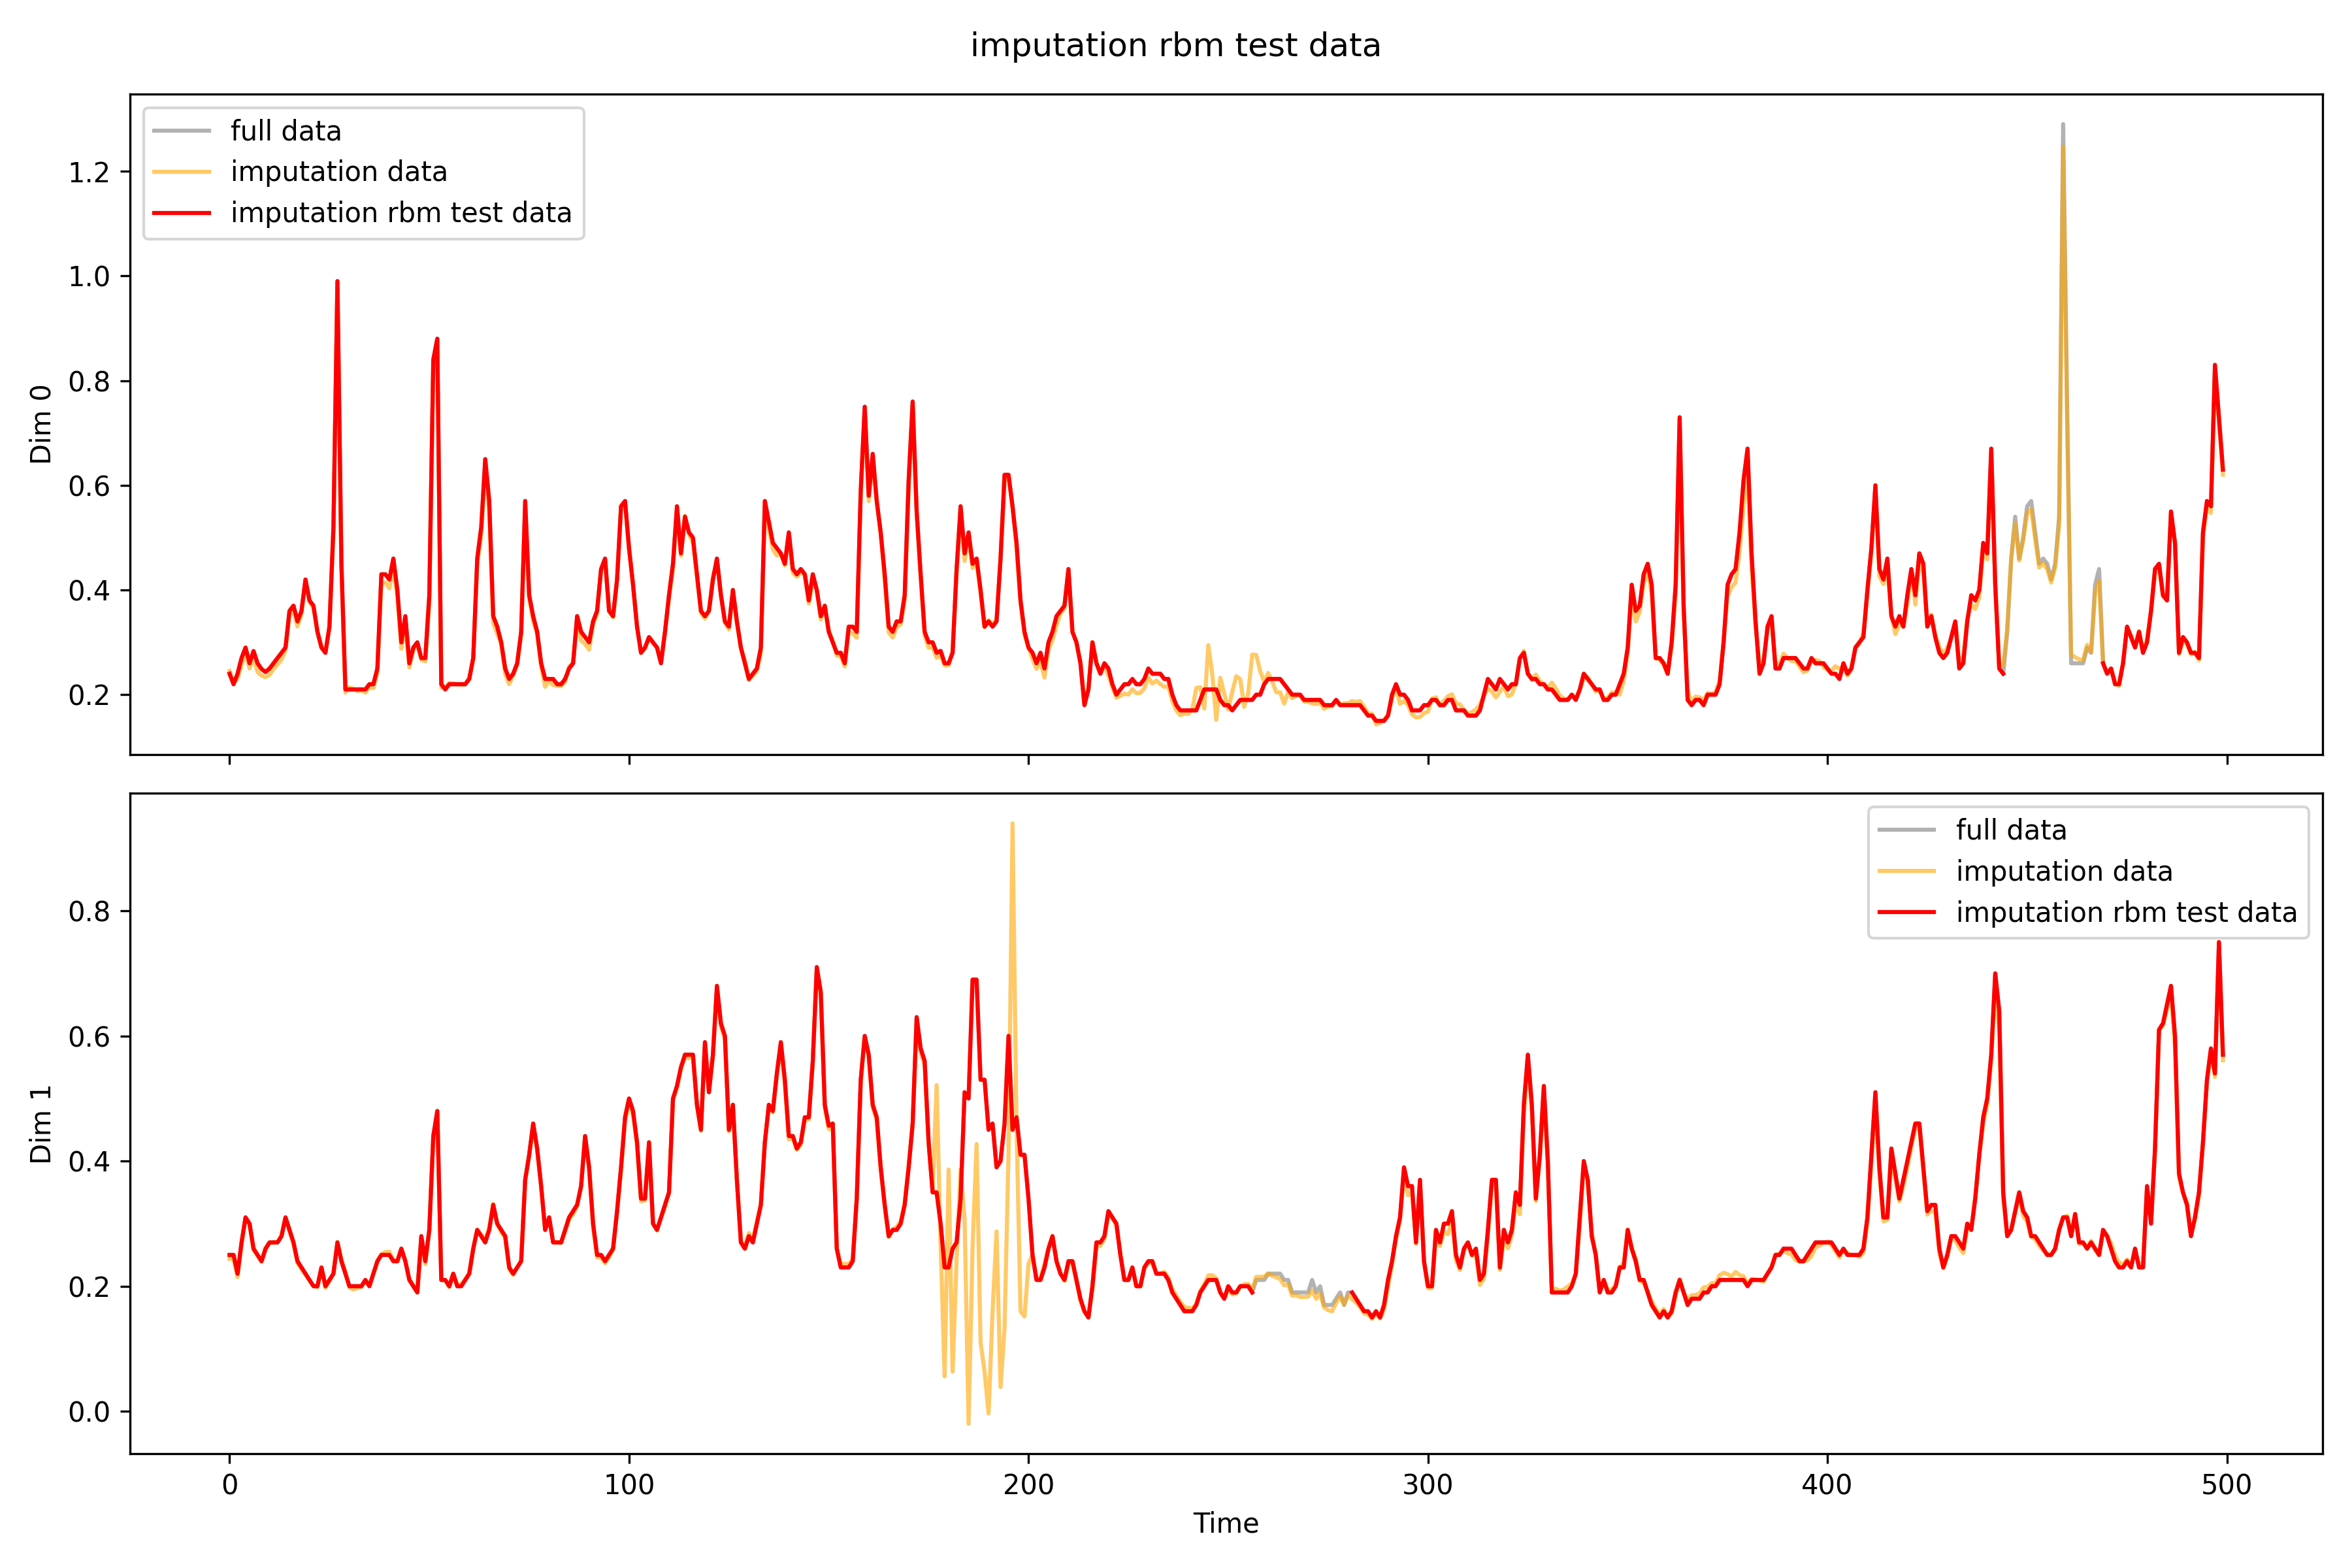 imputation rbm test data
full data
imputation data
imputation rbm test data
1.2
1.0
0.8
0.6
0.4
0.2
Dim 0
full data
imputation data
imputation rbm test data
0.8
0.6
0.4
0.2
0.0
Dim 1
0 100 200 300 400 500
Time